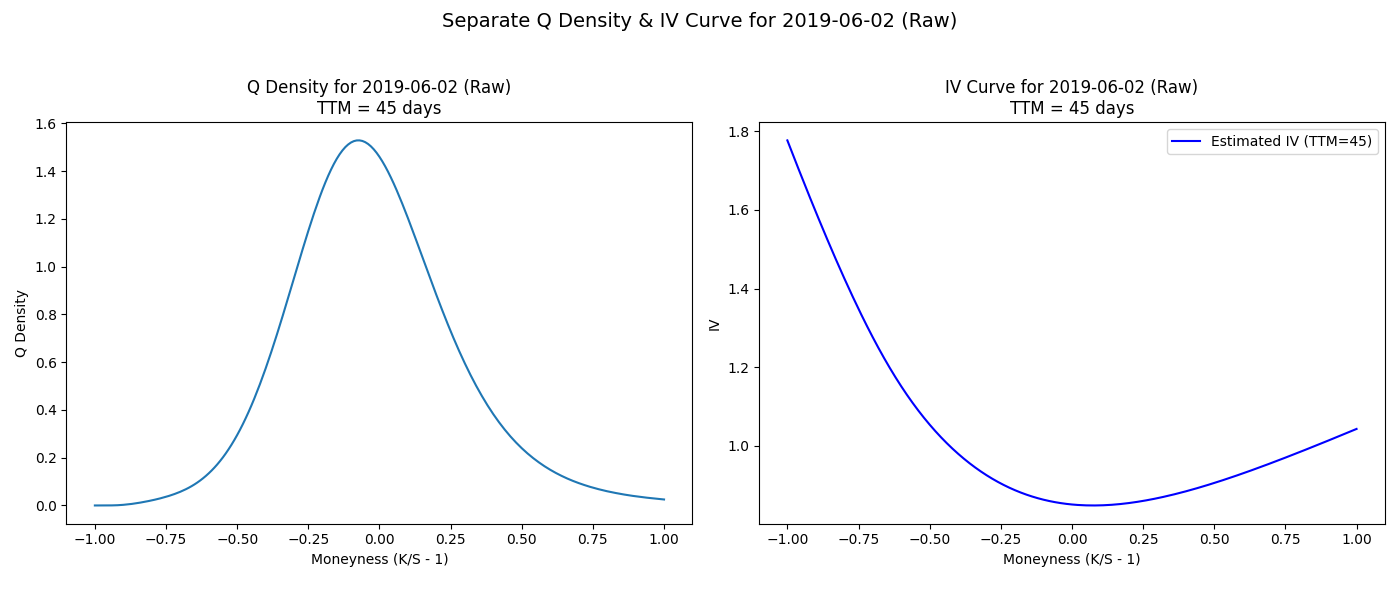 Separate Q Density & IV Curve for 2019-06-02 (Raw)
Q Density for 2019-06-02 (Raw)
TTM = 45 days
1.6
1.4
1.2
1.0
0.8
0.6
0.4
0.2
0.0
Q Density
−1.00 −0.75 −0.50 −0.25 0.00 0.25 0.50 0.75 1.00
Moneyness (K/S - 1)
IV Curve for 2019-06-02 (Raw)
TTM = 45 days
Estimated IV (TTM=45)
1.8
1.6
1.4
1.2
1.0
IV
−1.00 −0.75 −0.50 −0.25 0.00 0.25 0.50 0.75 1.00
Moneyness (K/S - 1)